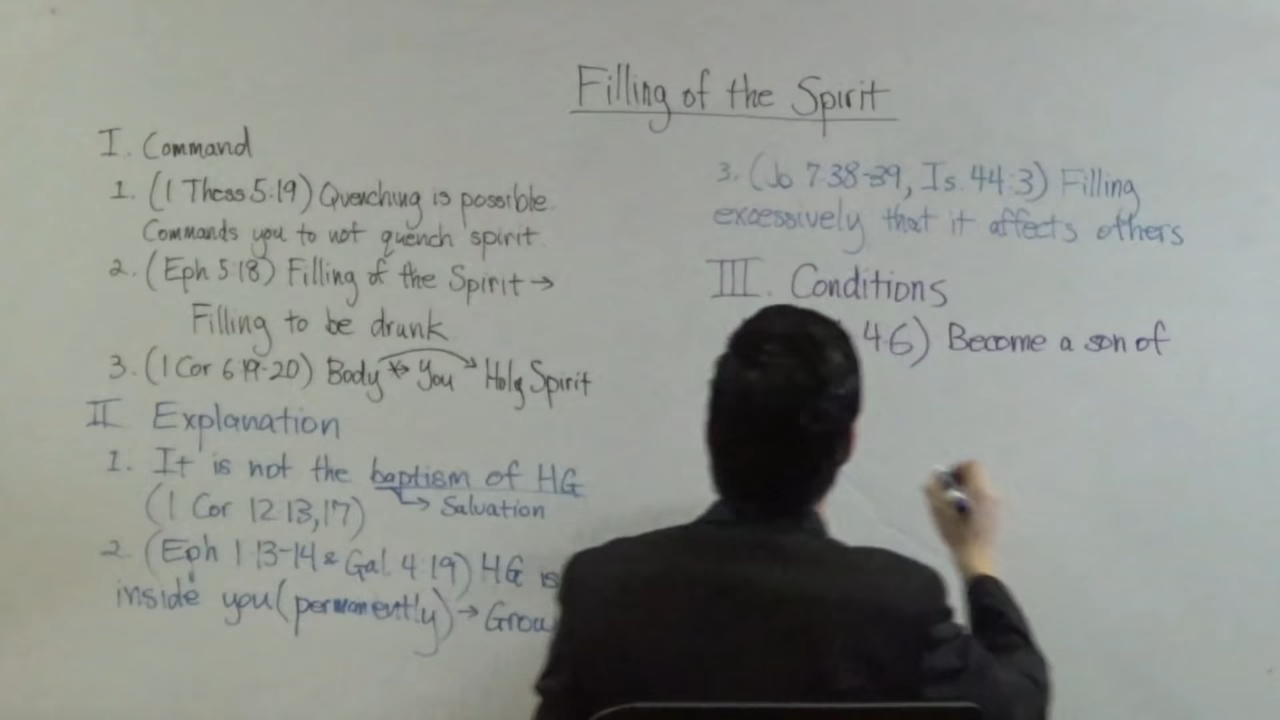 Filling of the Spirit
I. Command
1. (1 Thess 5:19) Quenching is possible.
Commands you to not quench spirit.
2. (Eph 5:18) Filling of the Spirit →
Filling to be drunk
3. (1 Cor 6:19-20) Body ↔ You → Holy Spirit
II Explanation
1. It is not the baptism of HG
(1 Cor 12:13,17) ↳ Salvation
2. (Eph 1:13-14 & Gal. 4:19) HG is
inside you (permanently) →
3. (Jo 7:38-39, Is. 44:3) Filling
excessively that it affects others
III. Conditions
4:6) Become a son of